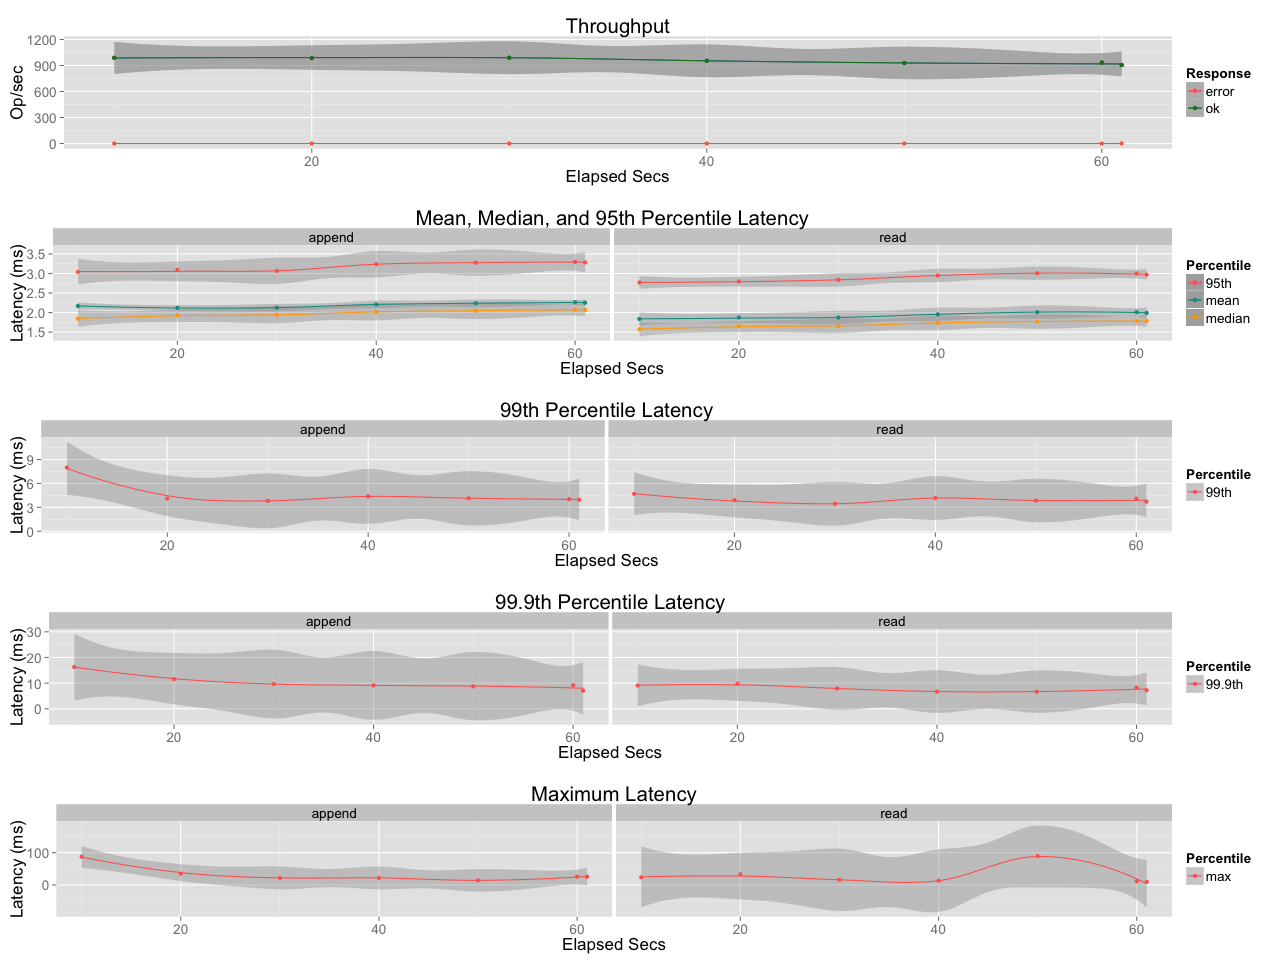 Throughput
1200
900
600
300
0
Op/sec
20 40 60
Elapsed Secs
Response
error
ok
Mean, Median, and 95th Percentile Latency
append read
3.5
3.0
2.5
2.0
1.5
Latency (ms)
20 40 60 20 40 60
Elapsed Secs
Percentile
95th
mean
median
99th Percentile Latency
append read
9
6
3
0
Latency (ms)
20 40 60 20 40 60
Elapsed Secs
Percentile
99th
99.9th Percentile Latency
append read
30
20
10
0
Latency (ms)
20 40 60 20 40 60
Elapsed Secs
Percentile
99.9th
Maximum Latency
append read
100
0
Latency (ms)
20 40 60 20 40 60
Elapsed Secs
Percentile
max